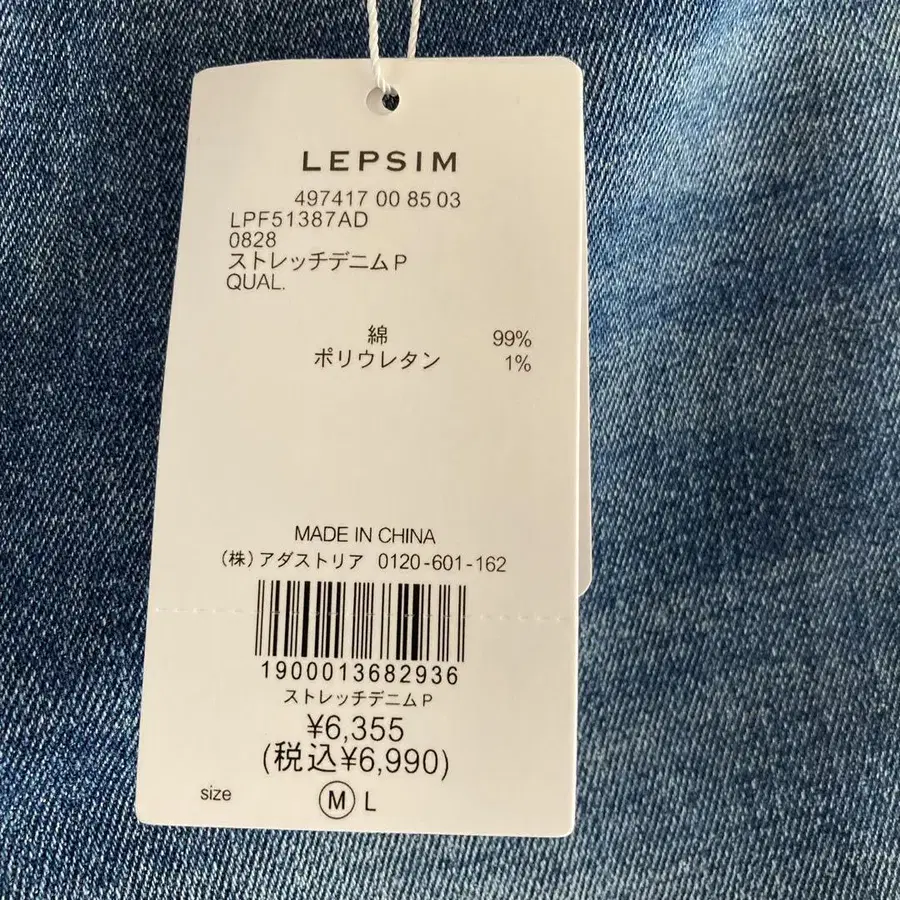 LEPSIM
497417 00 85 03
LPF51387AD
0828
ストレッチデニムP
QUAL.
綿 99%
ポリウレタン 1%
MADE IN CHINA
(株)アダストリア 0120-601-162
1900013682936
ストレッチデニムP
¥6,355
(税込¥6,990)
size M L